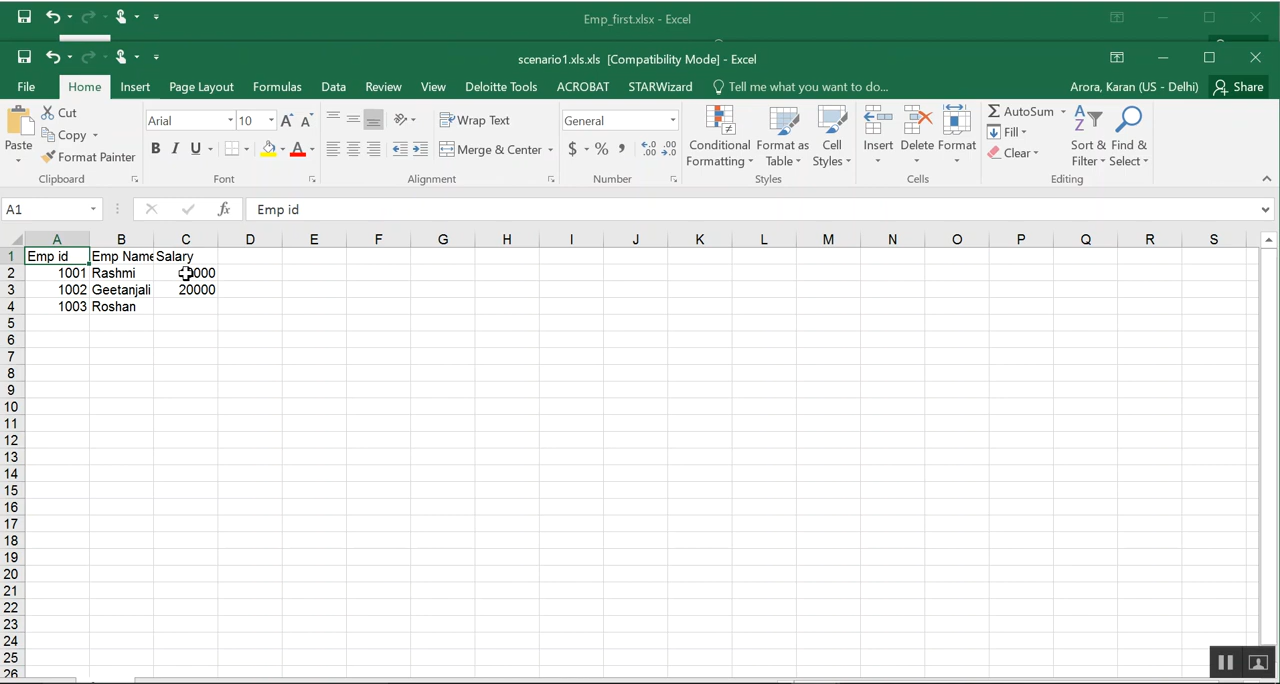 Emp_first.xlsx - Excel
scenario1.xls.xls [Compatibility Mode] - Excel
File Home Insert Page Layout Formulas Data Review View Deloitte Tools ACROBAT STARWizard Tell me what you want to do... Arora, Karan (US - Delhi) Share
Paste Cut Copy Format Painter Clipboard
Arial 10 A A B I U A Font
Wrap Text Merge & Center Alignment
General $ % , .00 .0 Number
Conditional Formatting Format as Table Cell Styles Styles
Insert Delete Format Cells
AutoSum Fill Clear Sort & Filter Find & Select Editing
A1 fx Emp id
A B C D E F G H I J K L M N O P Q R S
1 Emp id Emp Name Salary
2 1001 Rashmi 000
3 1002 Geetanjali 20000
4 1003 Roshan
5
6
7
8
9
10
11
12
13
14
15
16
17
18
19
20
21
22
23
24
25
26